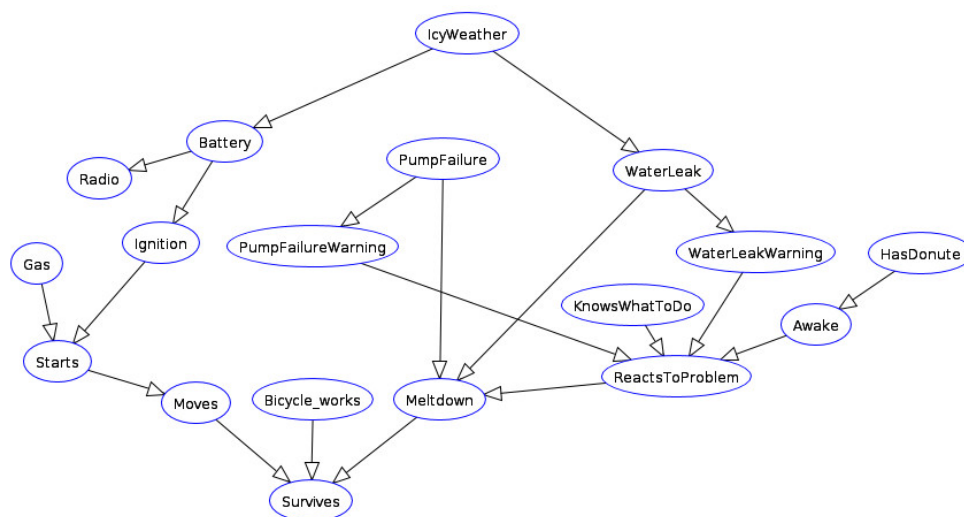 IcyWeather
Battery
PumpFailure
WaterLeak
Radio
Ignition
PumpFailureWarning
WaterLeakWarning
HasDonute
Gas
KnowsWhatToDo
Awake
Starts
ReactsToProblem
Moves
Bicycle_works
Meltdown
Survives